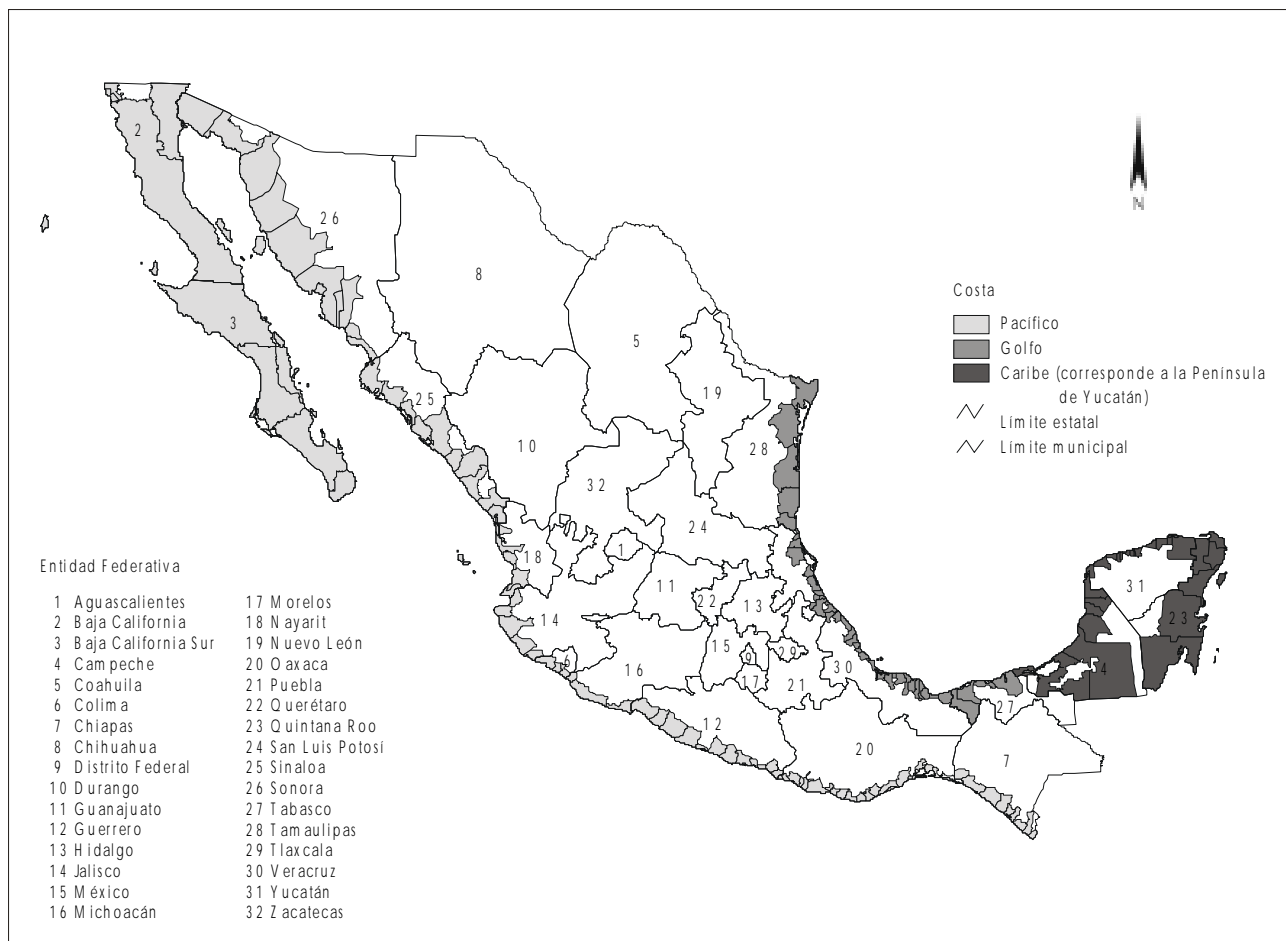 N
2
26
8
3
5
19
25
10
28
32
24
18
1
11
22
13
14
15
9
29
6
16
17
21
30
12
20
27
7
4
31
23
Costa
Pacifico
Golfo
Caribe (corresponde a la Península
de Yucatán)
Límite estatal
Límite municipal
Entidad Federativa
1 Aguascalientes
2 Baja California
3 Baja California Sur
4 Campeche
5 Coahuila
6 Colima
7 Chiapas
8 Chihuahua
9 Distrito Federal
10 Durango
11 Guanajuato
12 Guerrero
13 Hidalgo
14 Jalisco
15 México
16 Michoacán
17 Morelos
18 Nayarit
19 Nuevo León
20 Oaxaca
21 Puebla
22 Querétaro
23 Quintana Roo
24 San Luis Potosí
25 Sinaloa
26 Sonora
27 Tabasco
28 Tamaulipas
29 Tlaxcala
30 Veracruz
31 Yucatán
32 Zacatecas